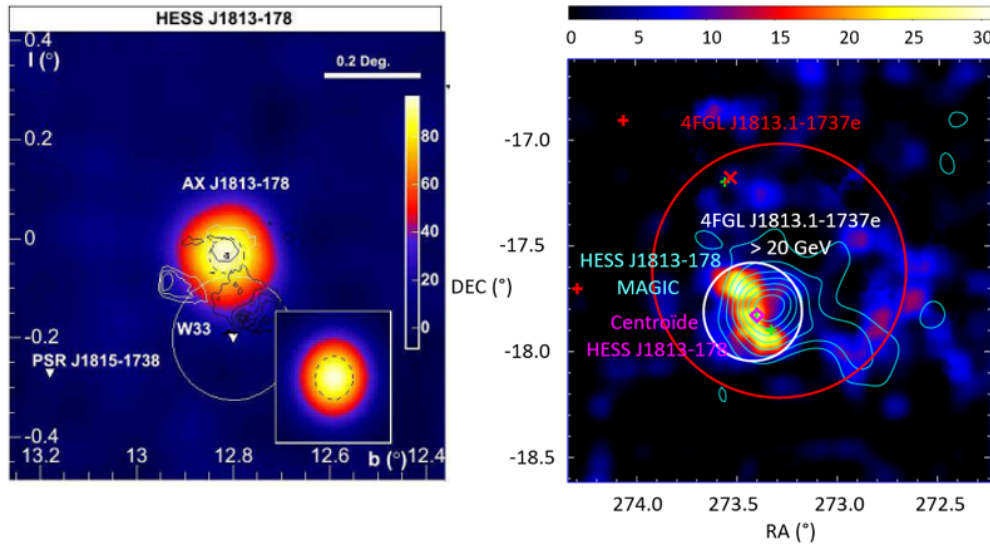 HESS J1813-178
0.4
l (°)
0.2 Deg.
0.2
AX J1813-178
0
-0.2
W33
PSR J1815-1738
-0.4
13.2
13
12.8
12.6
b (°)
12.4
80
60
40
20
0
0
5
10
15
20
25
30
4FGL J1813.1-1737e
4FGL J1813.1-1737e
> 20 GeV
HESS J1813-178
MAGIC
Centroïde
HESS J1813-178
DEC (°)
-17.0
-17.5
-18.0
-18.5
274.0
273.5
273.0
272.5
RA (°)